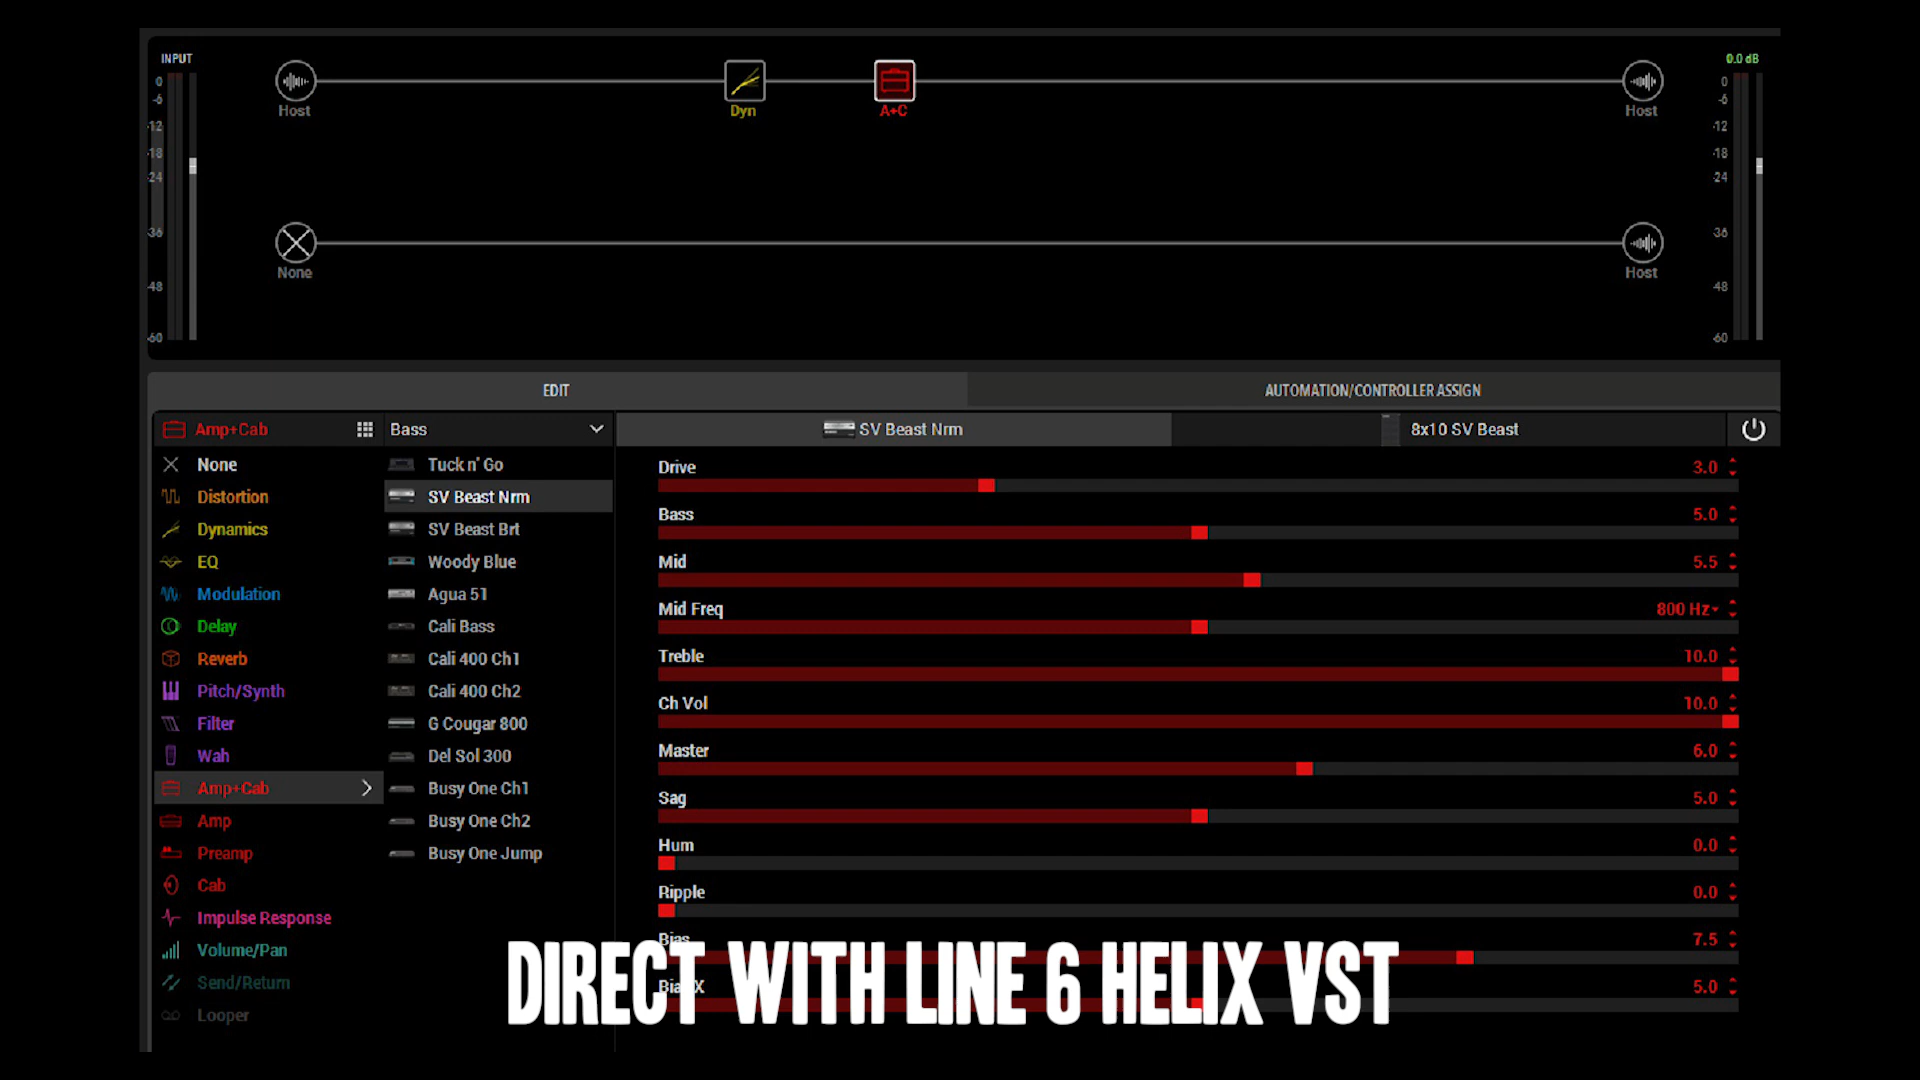 INPUT
0.0 dB
0
-6
-12
-18
-24
-36
-48
-60
Host
Dyn
A+C
Host
0
-6
-12
-18
-24
-36
-48
-60
None
Host
EDIT
AUTOMATION/CONTROLLER ASSIGN
Amp+Cab
Bass
SV Beast Nrm
8x10 SV Beast
None
Distortion
Dynamics
EQ
Modulation
Delay
Reverb
Pitch/Synth
Filter
Wah
Amp+Cab
Amp
Preamp
Cab
Impulse Response
Volume/Pan
Send/Return
Looper
Tuck n' Go
SV Beast Nrm
SV Beast Brt
Woody Blue
Agua 51
Cali Bass
Cali 400 Ch1
Cali 400 Ch2
G Cougar 800
Del Sol 300
Busy One Ch1
Busy One Ch2
Busy One Jump
Drive 3.0
Bass 5.0
Mid 5.5
Mid Freq 800 Hz
Treble 10.0
Ch Vol 10.0
Master 6.0
Sag 5.0
Hum 0.0
Ripple 0.0
Bias 7.5
Bias X 5.0
DIRECT WITH LINE 6 HELIX VST